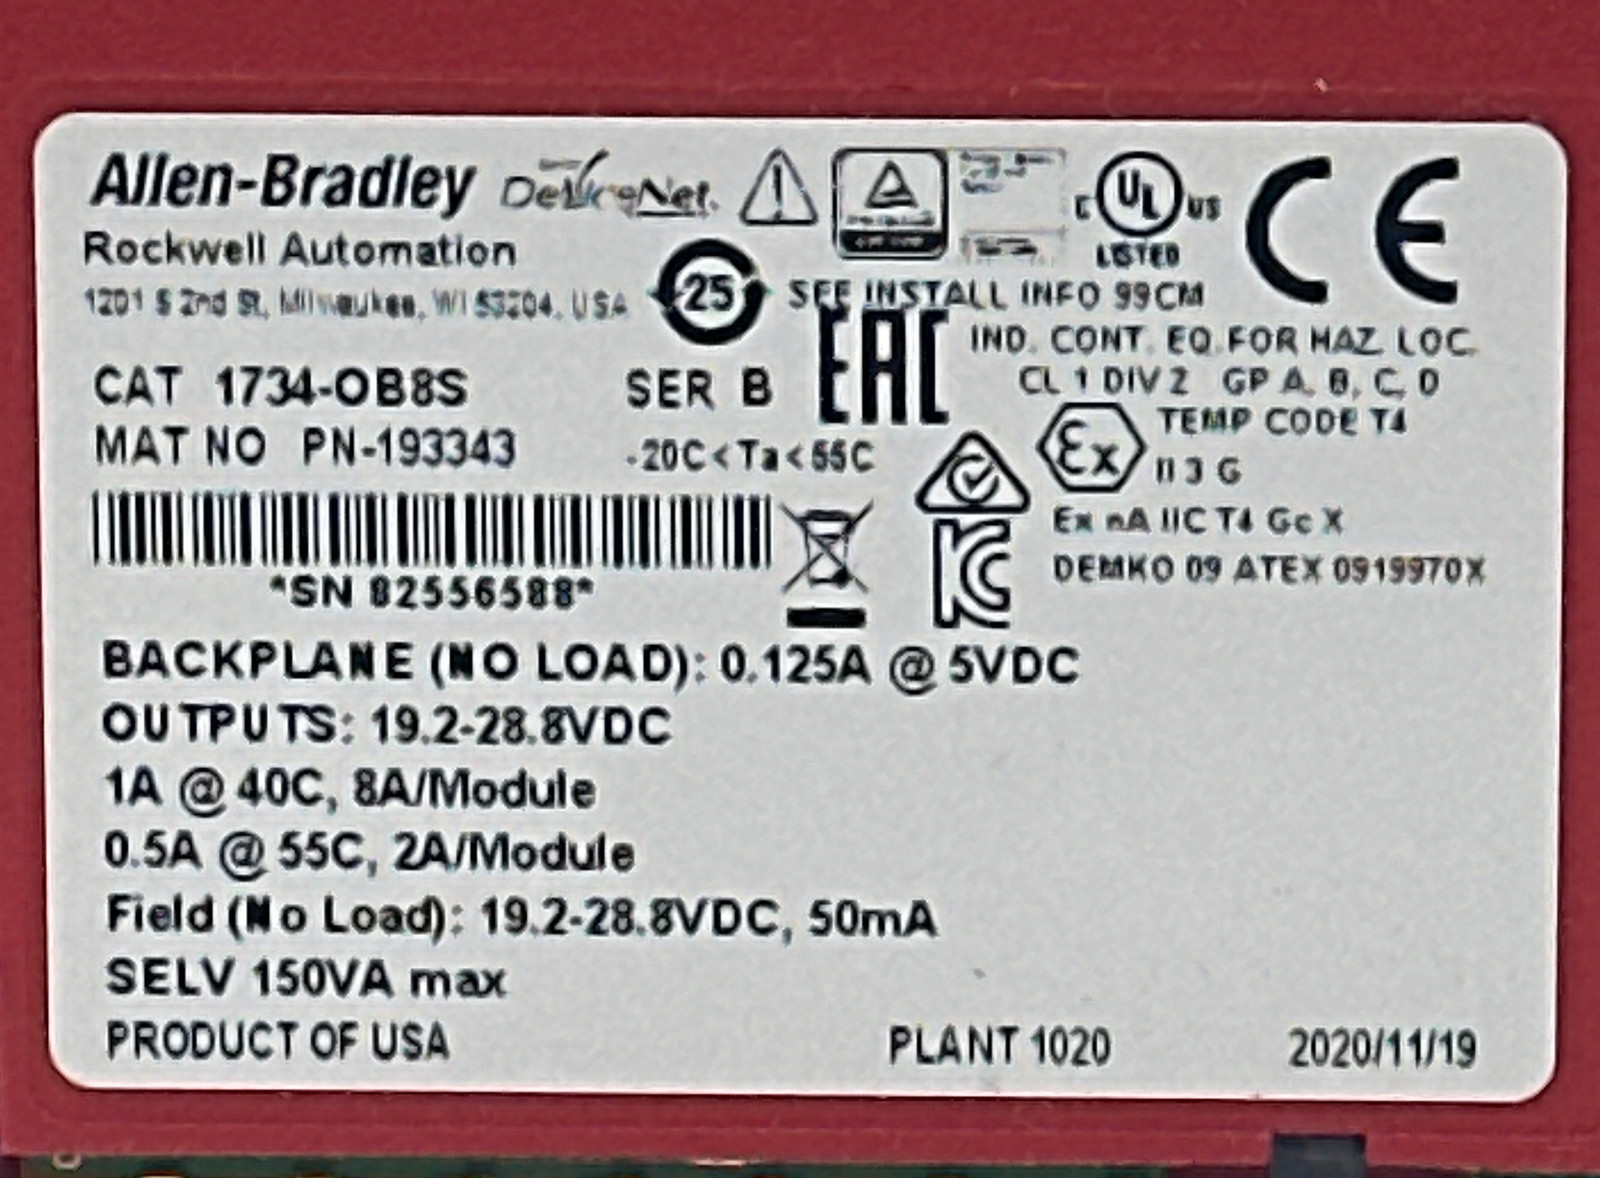 Allen-Bradley DeviceNet.
C UL US
LISTED
CE
Rockwell Automation
1201 S 2nd St, Milwaukee, WI 53204, USA
25
SEE INSTALL INFO 99CM
EAC
IND. CONT. EQ. FOR HAZ. LOC.
CL 1 DIV 2 GP A, B, C, D
CAT 1734-OB8S SER B
TEMP CODE T4
MAT NO PN-193343 -20C<Ta<55C
Ex
II 3 G
Ex nA IIC T4 Gc X
DEMKO 09 ATEX 0919970X
KC
*SN 82556588*
BACKPLANE (NO LOAD): 0.125A @ 5VDC
OUTPUTS: 19.2-28.8VDC
1A @ 40C, 8A/Module
0.5A @ 55C, 2A/Module
Field (No Load): 19.2-28.8VDC, 50mA
SELV 150VA max
PRODUCT OF USA PLANT 1020 2020/11/19